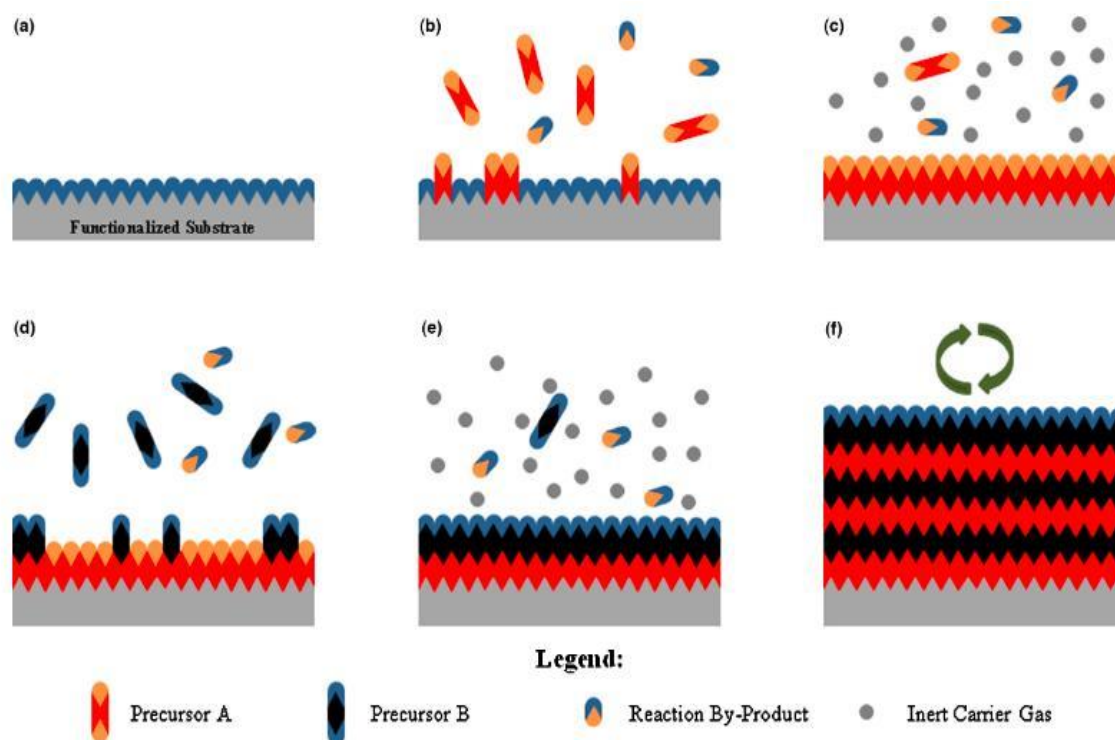 (a)
(b)
(c)
Functionalized Substrate
(d)
(e)
(f)
Legend:
Precursor A
Precursor B
Reaction By-Product
Inert Carrier Gas